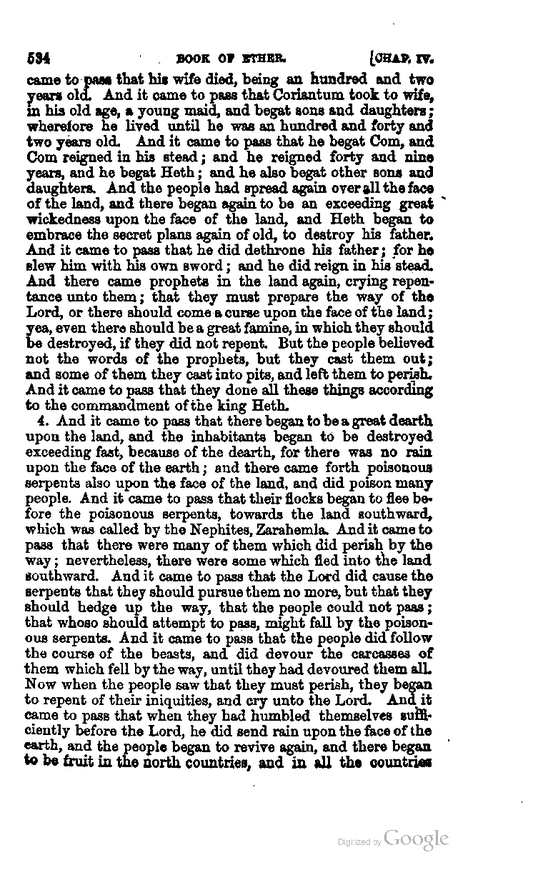 534 BOOK OF ETHER. [CHAP. IV.
came to pass that his wife died, being an hundred and two
years old. And it came to pass that Coriantum took to wife,
in his old age, a young maid, and begat sons and daughters;
wherefore he lived until he was an hundred and forty and
two years old. And it came to pass that he begat Com, and
Com reigned in his stead; and he reigned forty and nine
years, and he begat Heth; and he also begat other sons and
daughters. And the people had spread again over all the face
of the land, and there began again to be an exceeding great
wickedness upon the face of the land, and Heth began to
embrace the secret plans again of old, to destroy his father.
And it came to pass that he did dethrone his father; for he
slew him with his own sword; and he did reign in his stead.
And there came prophets in the land again, crying repen-
tance unto them; that they must prepare the way of the
Lord, or there should come a curse upon the face of the land;
yea, even there should be a great famine, in which they should
be destroyed, if they did not repent. But the people believed
not the words of the prophets, but they cast them out;
and some of them they cast into pits, and left them to perish.
And it came to pass that they done all these things according
to the commandment of the king Heth.
4. And it came to pass that there began to be a great dearth
upon the land, and the inhabitants began to be destroyed
exceeding fast, because of the dearth, for there was no rain
upon the face of the earth; and there came forth poisonous
serpents also upon the face of the land, and did poison many
people. And it came to pass that their flocks began to flee be-
fore the poisonous serpents, towards the land southward,
which was called by the Nephites, Zarahemla. And it came to
pass that there were many of them which did perish by the
way; nevertheless, there were some which fled into the land
southward. And it came to pass that the Lord did cause the
serpents that they should pursue them no more, but that they
should hedge up the way, that the people could not pass;
that whoso should attempt to pass, might fall by the poison-
ous serpents. And it came to pass that the people did follow
the course of the beasts, and did devour the carcasses of
them which fell by the way, until they had devoured them all.
Now when the people saw that they must perish, they began
to repent of their iniquities, and cry unto the Lord. And it
came to pass that when they had humbled themselves suffi-
ciently before the Lord, he did send rain upon the face of the
earth, and the people began to revive again, and there began
to be fruit in the north countries, and in all the countries
Digitized by Google